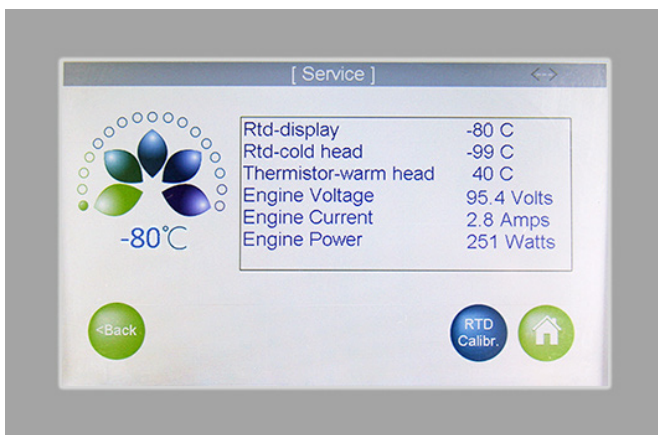 [ Service ]
<-->
Rtd-display -80 C
Rtd-cold head -99 C
Thermistor-warm head 40 C
Engine Voltage 95.4 Volts
Engine Current 2.8 Amps
Engine Power 251 Watts
-80°C
<Back
RTD
Calibr.